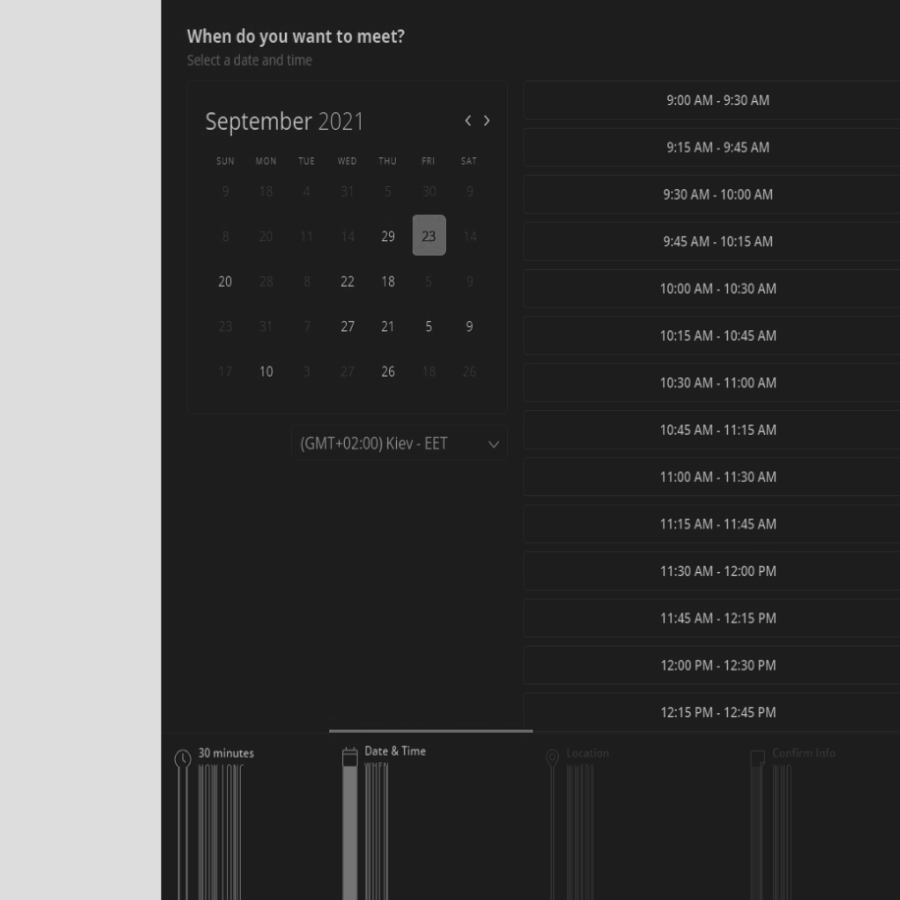 When do you want to meet?
Select a date and time
September 2021
SUN MON TUE WED THU FRI SAT
9 18 4 31 5 30 9
8 20 11 14 29 23 14
20 28 8 22 18 5 9
23 31 7 27 21 5 9
17 10 3 27 26 18 26
(GMT+02:00) Kiev - EET
9:00 AM - 9:30 AM
9:15 AM - 9:45 AM
9:30 AM - 10:00 AM
9:45 AM - 10:15 AM
10:00 AM - 10:30 AM
10:15 AM - 10:45 AM
10:30 AM - 11:00 AM
10:45 AM - 11:15 AM
11:00 AM - 11:30 AM
11:15 AM - 11:45 AM
11:30 AM - 12:00 PM
11:45 AM - 12:15 PM
12:00 PM - 12:30 PM
12:15 PM - 12:45 PM
30 minutes
Date & Time
WHEN
Location
Confirm Info